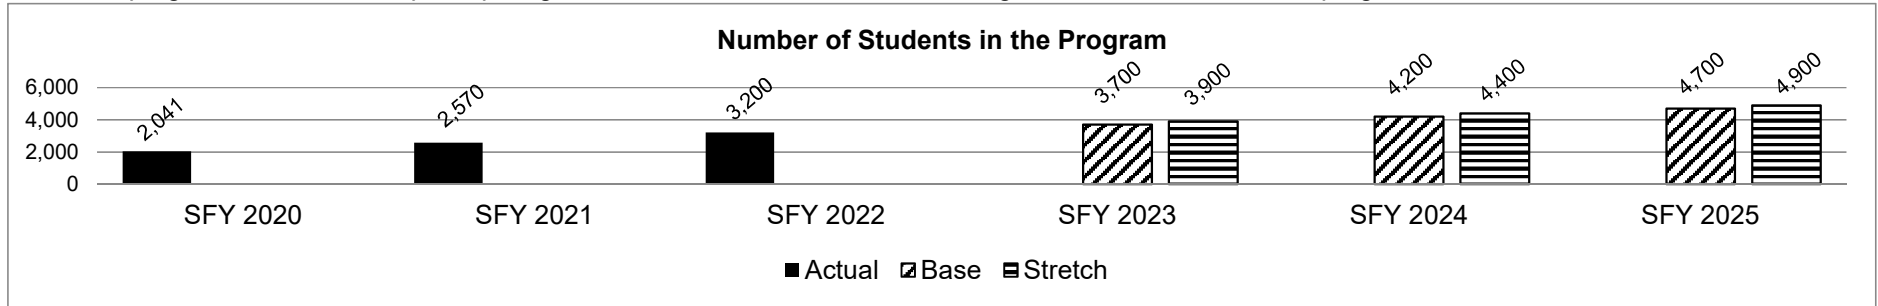 Number of Students in the Program
6,000
4,000
2,000
0
2,041
2,570
3,200
3,700
3,900
4,200
4,400
4,700
4,900
SFY 2020
SFY 2021
SFY 2022
SFY 2023
SFY 2024
SFY 2025
Actual
Base
Stretch